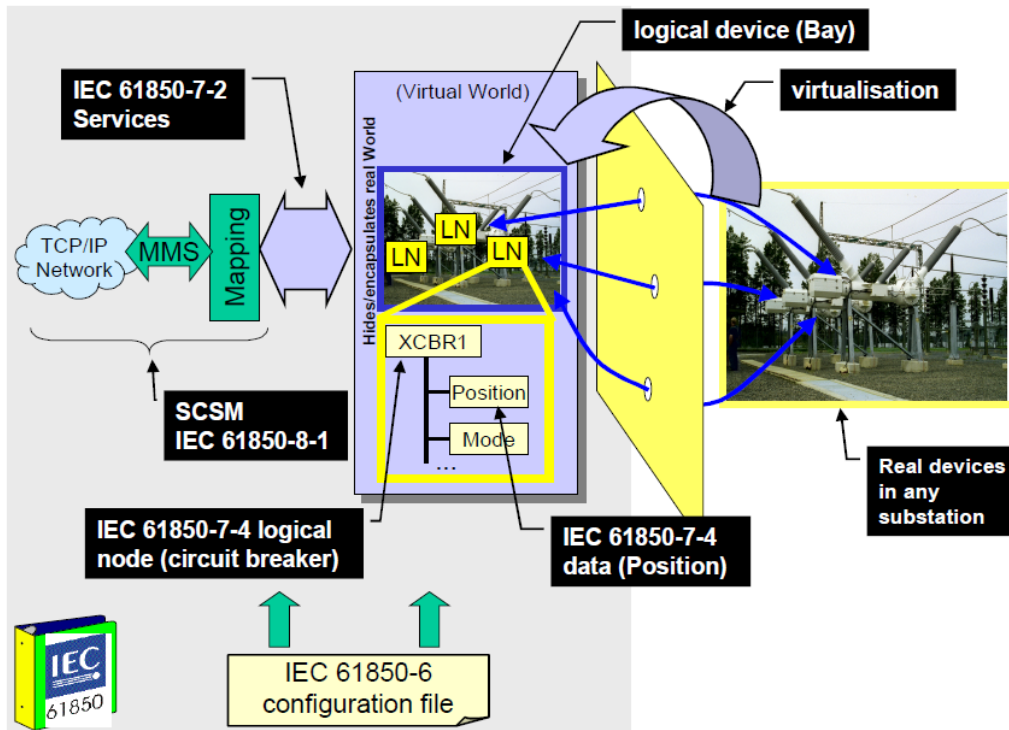 logical device (Bay)
IEC 61850-7-2
Services
(Virtual World)
virtualisation
Hides/encapsulates real World
TCP/IP
Network
MMS
Mapping
LN
LN
LN
XCBR1
Position
Mode
...
SCSM
IEC 61850-8-1
Real devices
in any
substation
IEC 61850-7-4 logical
node (circuit breaker)
IEC 61850-7-4
data (Position)
IEC
61850
IEC 61850-6
configuration file